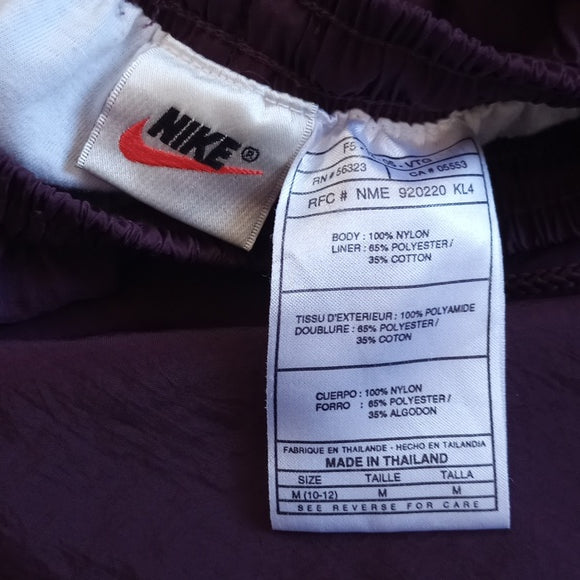 NIKE®
F5
-VTG
RN # 56323
CA # 05553
RFC # NME 920220 KL4
BODY : 100% NYLON
LINER : 65% POLYESTER /
35% COTTON
TISSU D'EXTERIEUR : 100% POLYAMIDE
DOUBLURE : 65% POLYESTER /
35% COTON
CUERPO : 100% NYLON
FORRO : 65% POLYESTER /
35% ALGODON
FABRIQUE EN THAILANDE - HECHO EN TAILANDIA
MADE IN THAILAND
SIZE TAILLE TALLA
M (10-12) M M
SEE REVERSE FOR CARE